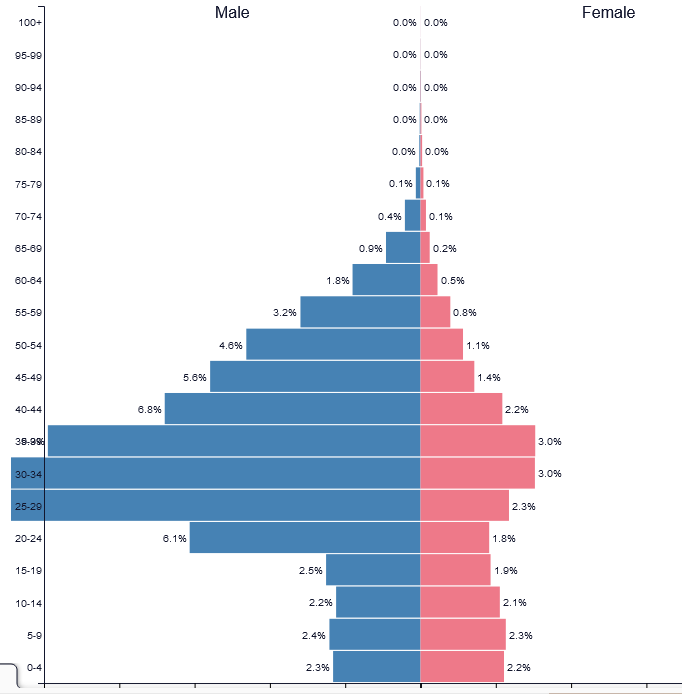 Male Female
100+ 0.0% 0.0%
95-99 0.0% 0.0%
90-94 0.0% 0.0%
85-89 0.0% 0.0%
80-84 0.0% 0.0%
75-79 0.1% 0.1%
70-74 0.4% 0.1%
65-69 0.9% 0.2%
60-64 1.8% 0.5%
55-59 3.2% 0.8%
50-54 4.6% 1.1%
45-49 5.6% 1.4%
40-44 6.8% 2.2%
3.0%
30-34 3.0%
25-29 2.3%
20-24 6.1% 1.8%
15-19 2.5% 1.9%
10-14 2.2% 2.1%
5-9 2.4% 2.3%
0-4 2.3% 2.2%